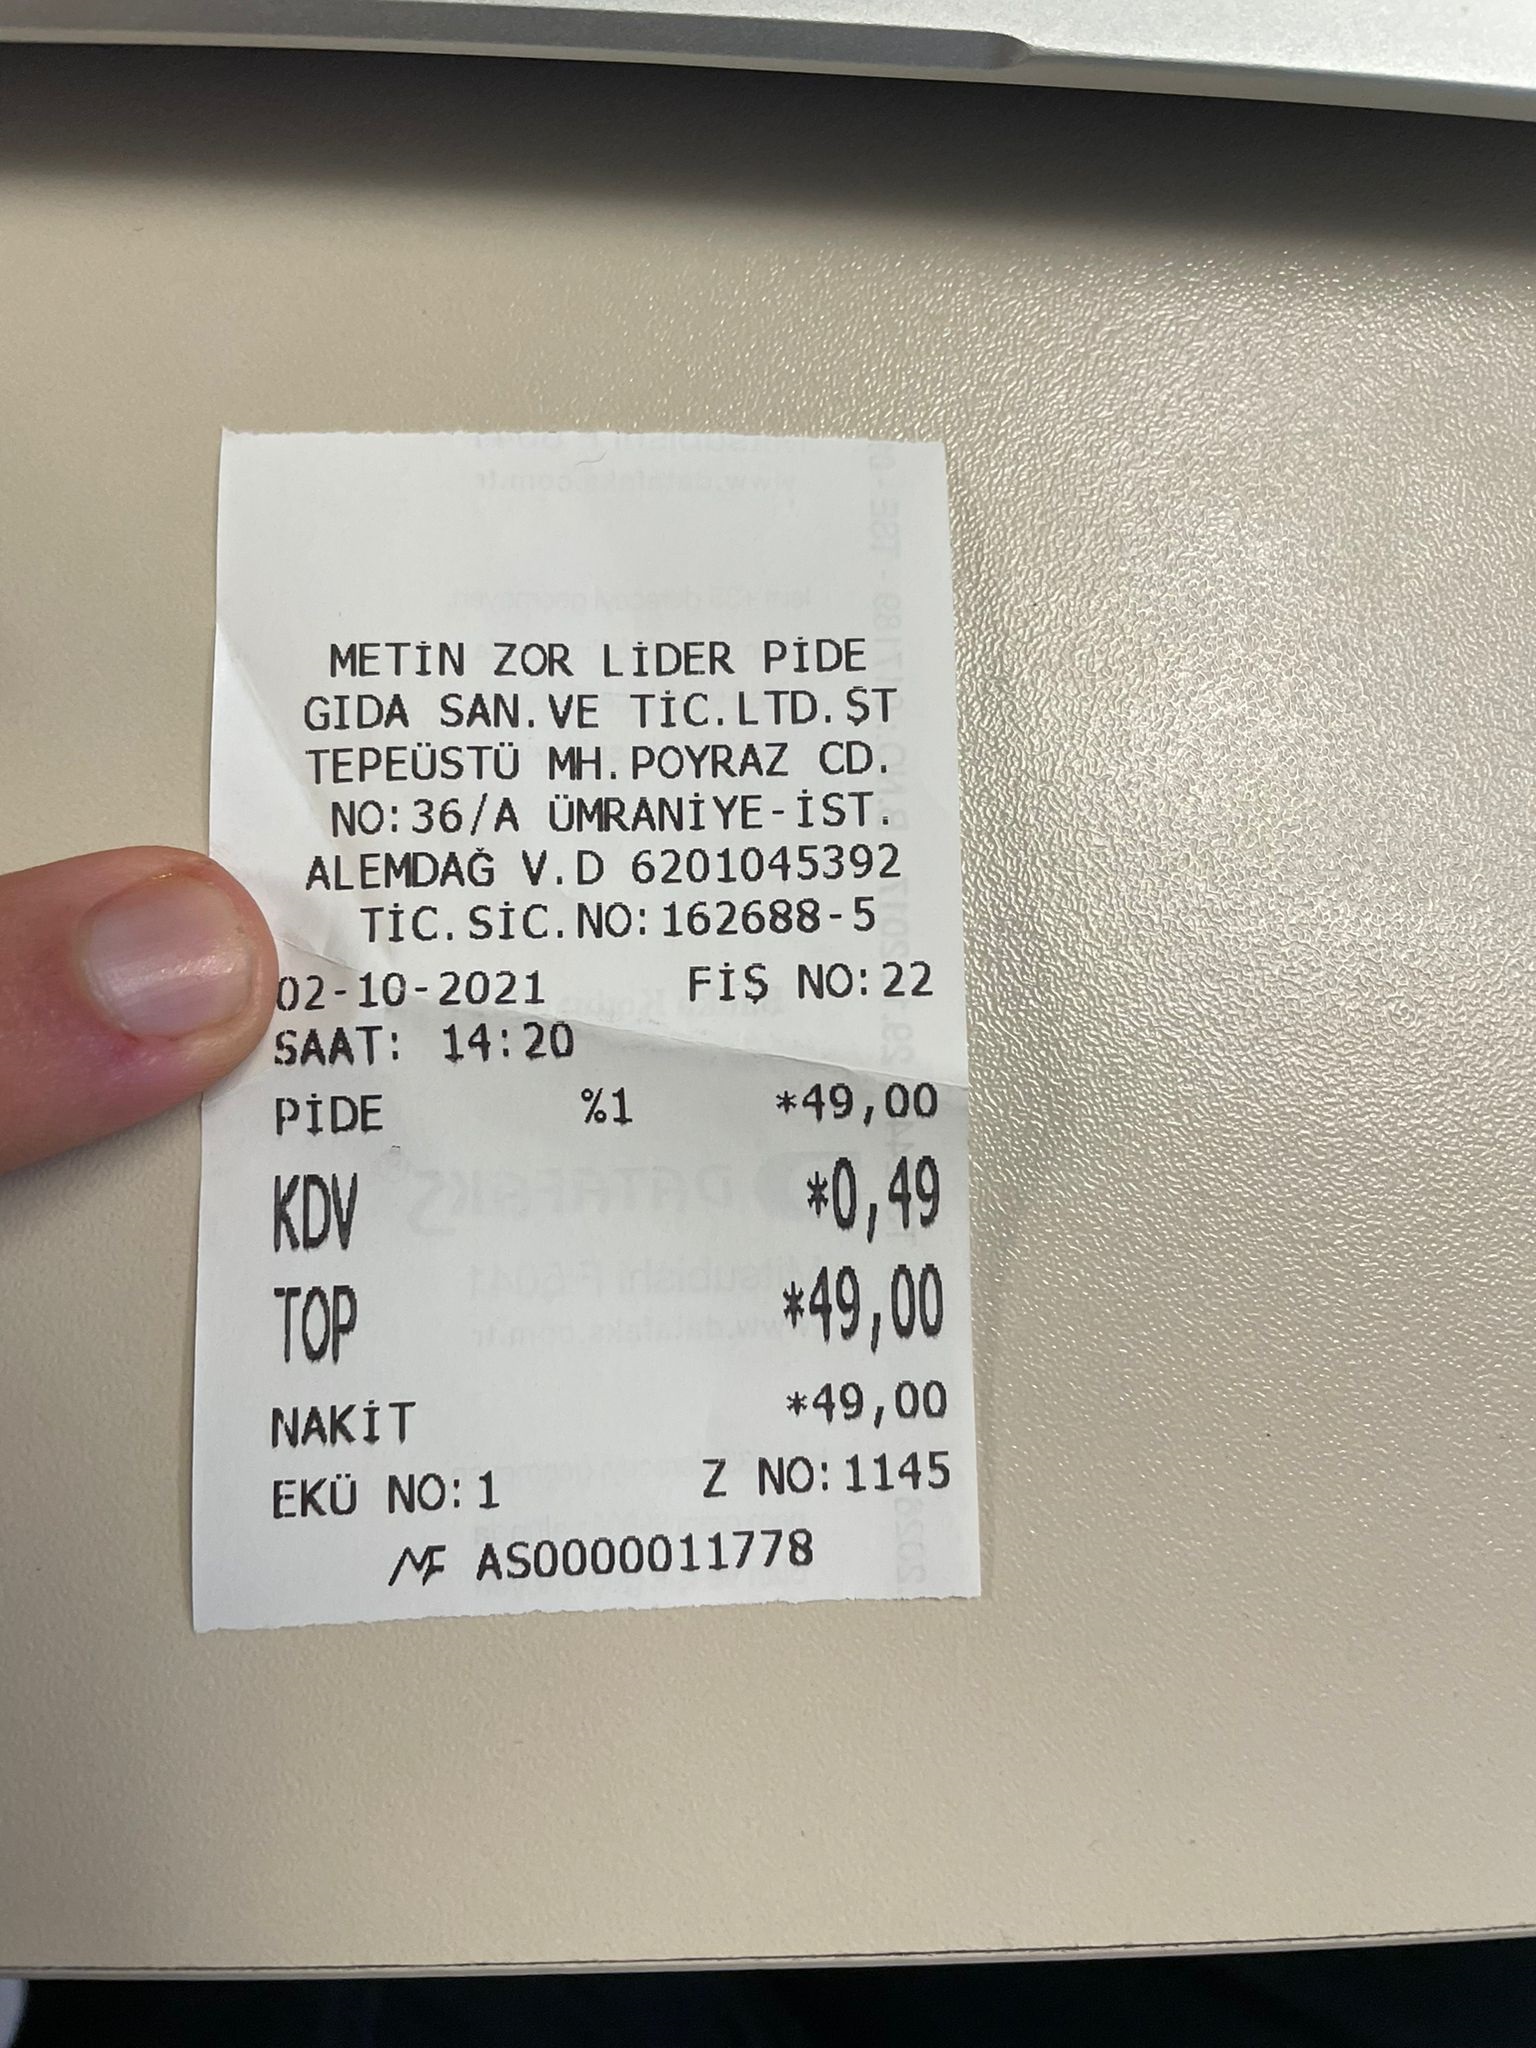 METİN ZOR LİDER PİDE
GIDA SAN.VE TİC.LTD.ŞT
TEPEÜSTÜ MH.POYRAZ CD.
NO:36/A ÜMRANİYE-İST.
ALEMDAĞ V.D 6201045392
TİC.SİC.NO:162688-5
02-10-2021 FİŞ NO:22
SAAT: 14:20
PİDE %1 *49,00
KDV *0,49
TOP *49,00
NAKİT *49,00
EKÜ NO:1 Z NO:1145
MF AS0000011778